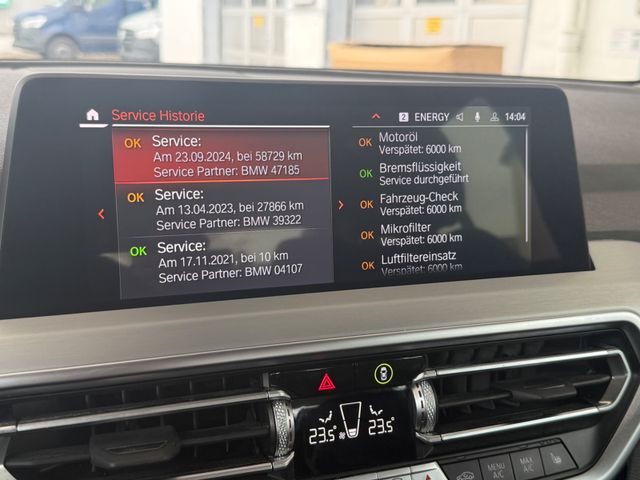 Service Historie
2 ENERGY 14:04
OK Service:
Am 23.09.2024, bei 58729 km
Service Partner: BMW 47185
OK Service:
Am 13.04.2023, bei 27866 km
Service Partner: BMW 39322
OK Service:
Am 17.11.2021, bei 10 km
Service Partner: BMW 04107
OK Motoröl
Verspätet: 6000 km
OK Bremsflüssigkeit
Service durchgeführt
OK Fahrzeug-Check
Verspätet: 6000 km
OK Mikrofilter
Verspätet: 6000 km
OK Luftfiltereinsatz
Verspätet: 6000 km
23.5° 23.5°
MENU A/C
MAX A/C